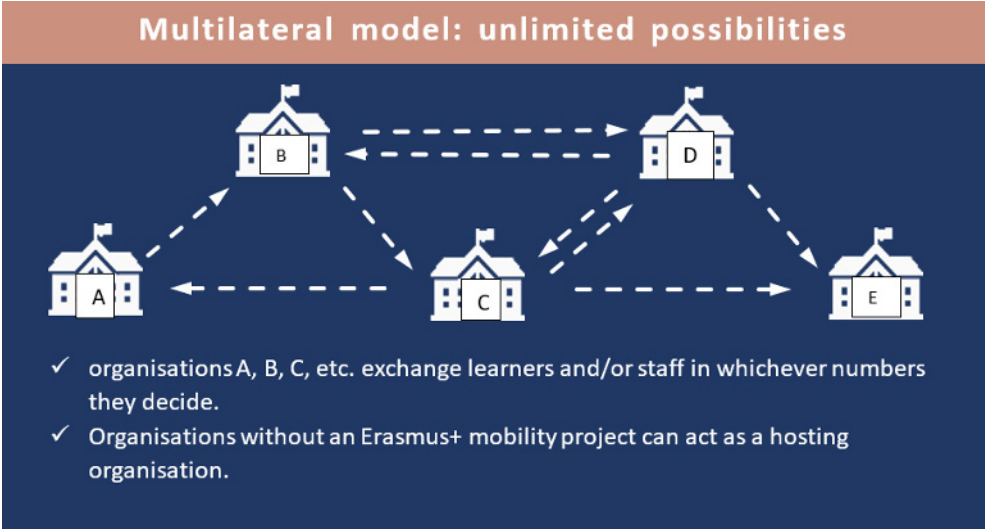 Multilateral model: unlimited possibilities
B
D
A
C
E
✓ organisations A, B, C, etc. exchange learners and/or staff in whichever numbers
they decide.
✓ Organisations without an Erasmus+ mobility project can act as a hosting
organisation.